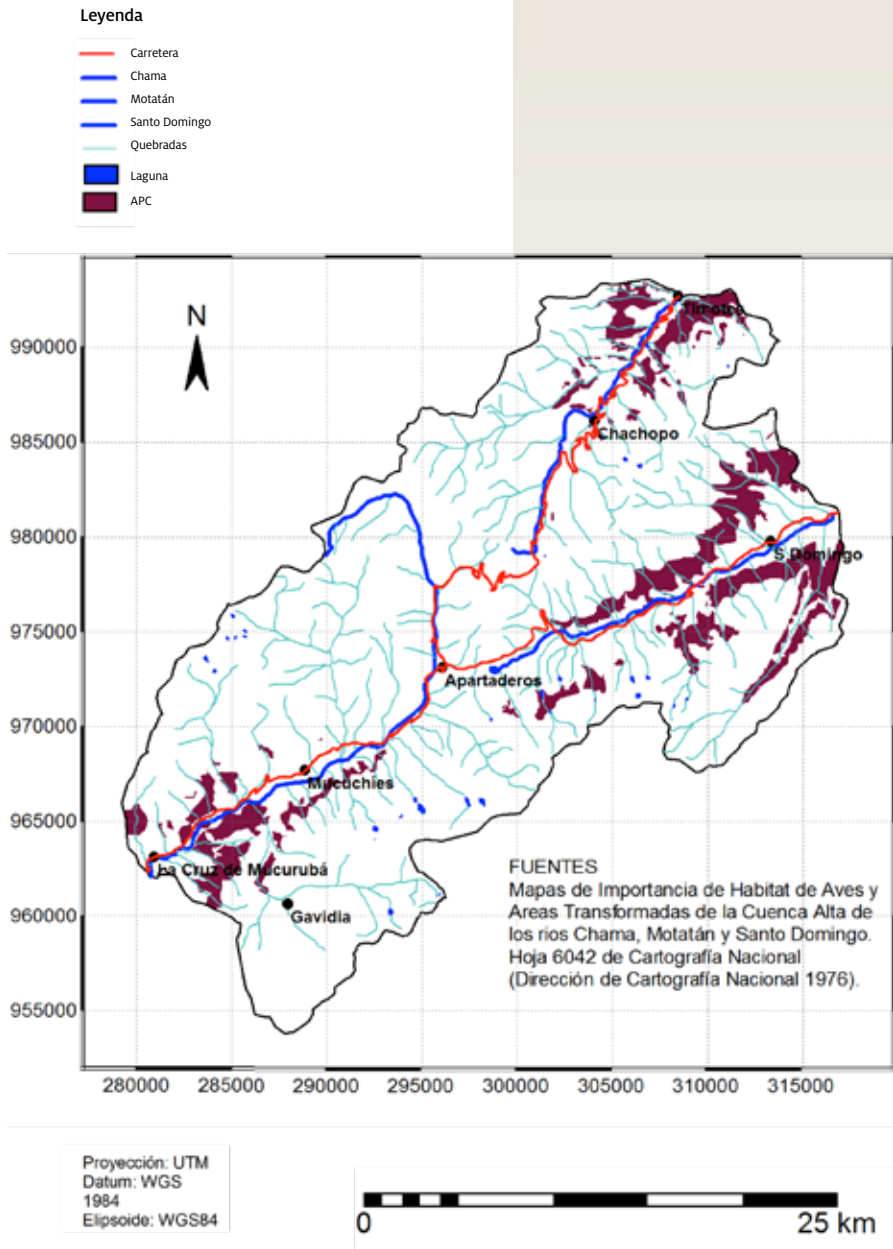 Leyenda
Carretera
Chama
Motatán
Santo Domingo
Quebradas
Laguna
APC
N
990000
985000
980000
975000
970000
965000
960000
955000
Timotes
Chachopo
S.Domingo
Apartaderos
Mucuchíes
La Cruz de Mucurubá
Gavidia
FUENTES
Mapas de Importancia de Habitat de Aves y
Areas Transformadas de la Cuenca Alta de
los rios Chama, Motatán y Santo Domingo.
Hoja 6042 de Cartografía Nacional
(Dirección de Cartografía Nacional 1976).
280000 285000 290000 295000 300000 305000 310000 315000
Proyección: UTM
Datum: WGS
1984
Elipsoide: WGS84
0 25 km